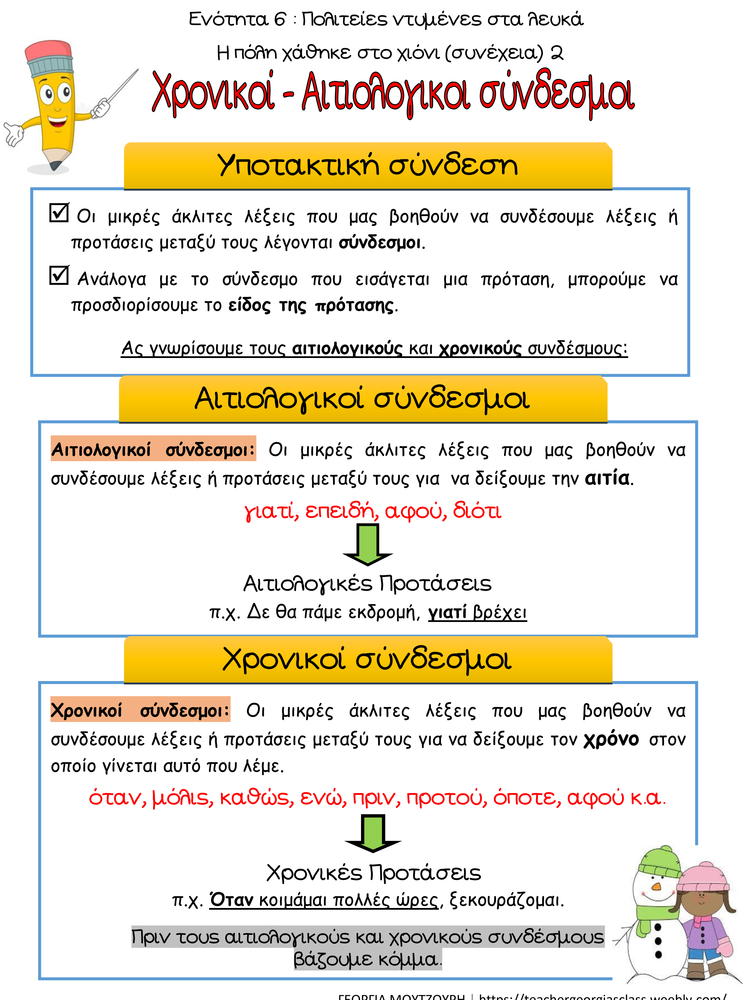 Ενότητα 6 : Πολιτείες ντυμένες στα λευκά
Η πόλη χάθηκε στο χιόνι (συνέχεια) 2
Χρονικοί - Αιτιολογικοι σύνδεσμοι
Υποτακτική σύνδεση
Οι μικρές άκλιτες λέξεις που μας βοηθούν να συνδέσουμε λέξεις ή
προτάσεις μεταξύ τους λέγονται σύνδεσμοι.
Ανάλογα με το σύνδεσμο που εισάγεται μια πρόταση, μπορούμε να
προσδιορίσουμε το είδος της πρότασης.
Ας γνωρίσουμε τους αιτιολογικούς και χρονικούς συνδέσμους:
Αιτιολογικοί σύνδεσμοι
Αιτιολογικοί σύνδεσμοι: Οι μικρές άκλιτες λέξεις που μας βοηθούν να
συνδέσουμε λέξεις ή προτάσεις μεταξύ τους για να δείξουμε την αιτία.
γιατί, επειδή, αφού, διότι
Αιτιολογικές Προτάσεις
π.χ. Δε θα πάμε εκδρομή, γιατί βρέχει
Χρονικοί σύνδεσμοι
Χρονικοί σύνδεσμοι: Οι μικρές άκλιτες λέξεις που μας βοηθούν να
συνδέσουμε λέξεις ή προτάσεις μεταξύ τους για να δείξουμε τον χρόνο στον
οποίο γίνεται αυτό που λέμε.
όταν, μόλις, καθώς, ενώ, πριν, προτού, όποτε, αφού κ.α.
Χρονικές Προτάσεις
π.χ. Όταν κοιμάμαι πολλές ώρες, ξεκουράζομαι.
Πριν τους αιτιολογικούς και χρονικούς συνδέσμους
βάζουμε κόμμα.
ΓΕΩΡΓΙΑ ΜΟΥΤΖΟΥΡΗ | https://teachergeorgiasclass.weebly.com/